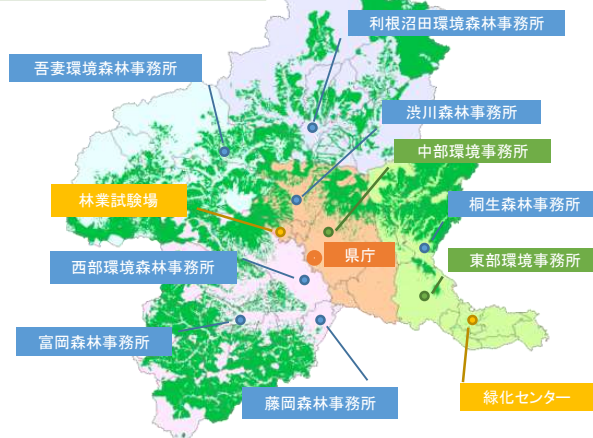 利根沼田環境森林事務所
吾妻環境森林事務所
渋川森林事務所
中部環境事務所
林業試験場
桐生森林事務所
県庁
東部環境事務所
西部環境森林事務所
富岡森林事務所
藤岡森林事務所
緑化センター